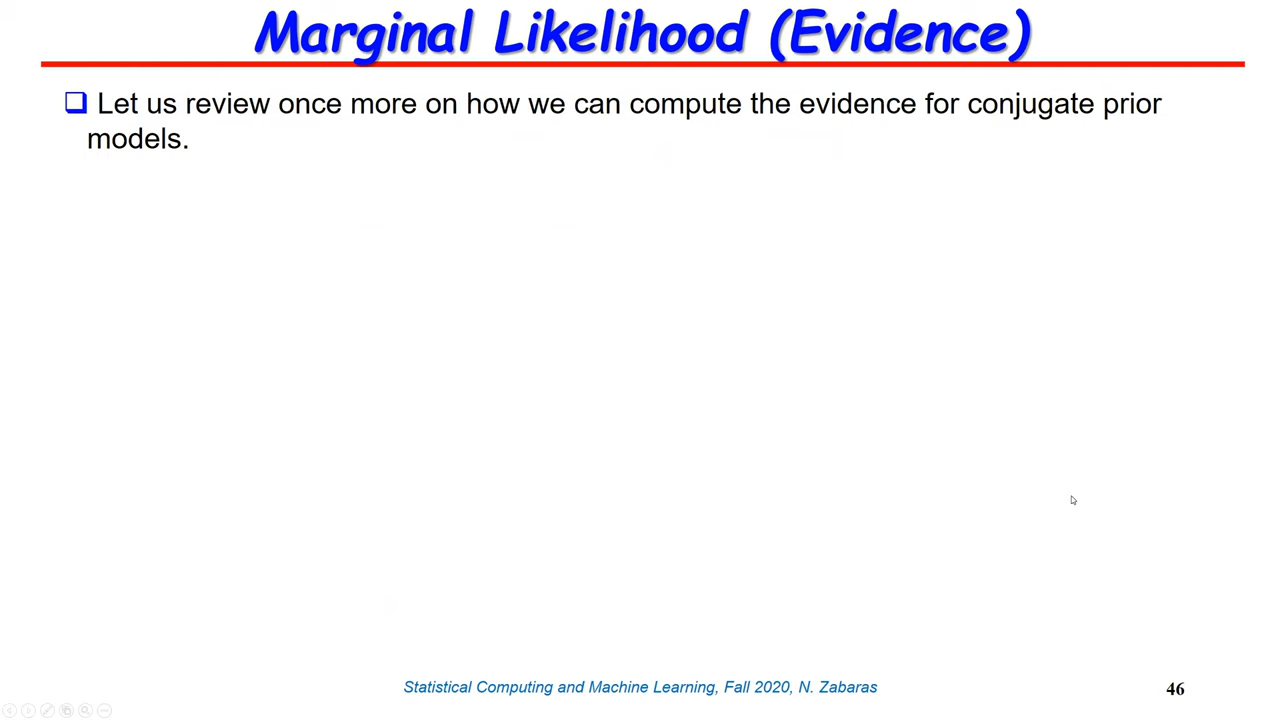 Marginal Likelihood (Evidence)
Let us review once more on how we can compute the evidence for conjugate prior
models.
Statistical Computing and Machine Learning, Fall 2020, N. Zabaras
46